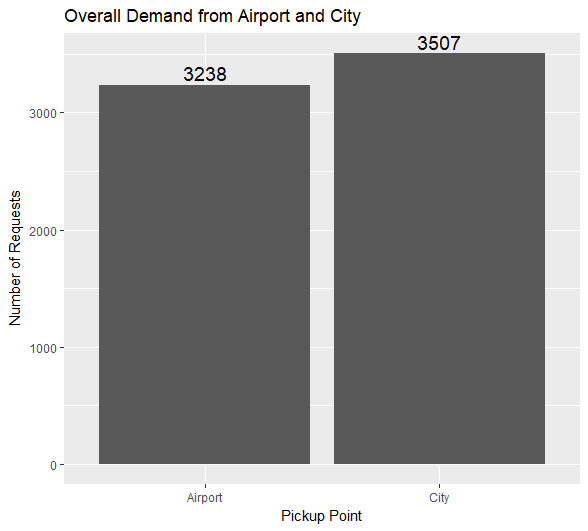 Overall Demand from Airport and City
3507
3238
3000
2000
1000
0
Number of Requests
Airport City
Pickup Point